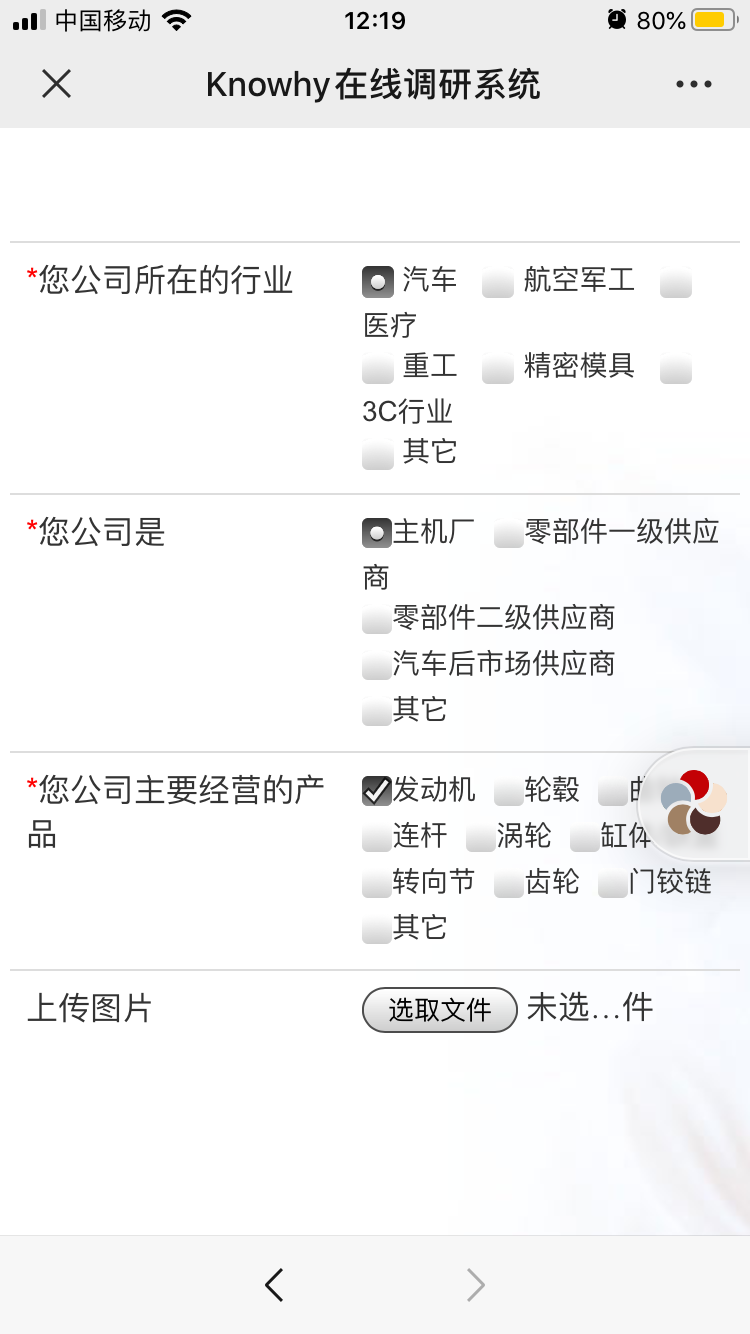 中国移动 12:19 80%
Knowhy在线调研系统
*您公司所在的行业 汽车 航空军工
医疗
重工 精密模具
3C行业
其它
*您公司是 主机厂 零部件一级供应
商
零部件二级供应商
汽车后市场供应商
其它
*您公司主要经营的产 发动机 轮毂
品 连杆 涡轮 缸体
转向节 齿轮 门铰链
其它
上传图片 选取文件 未选…件